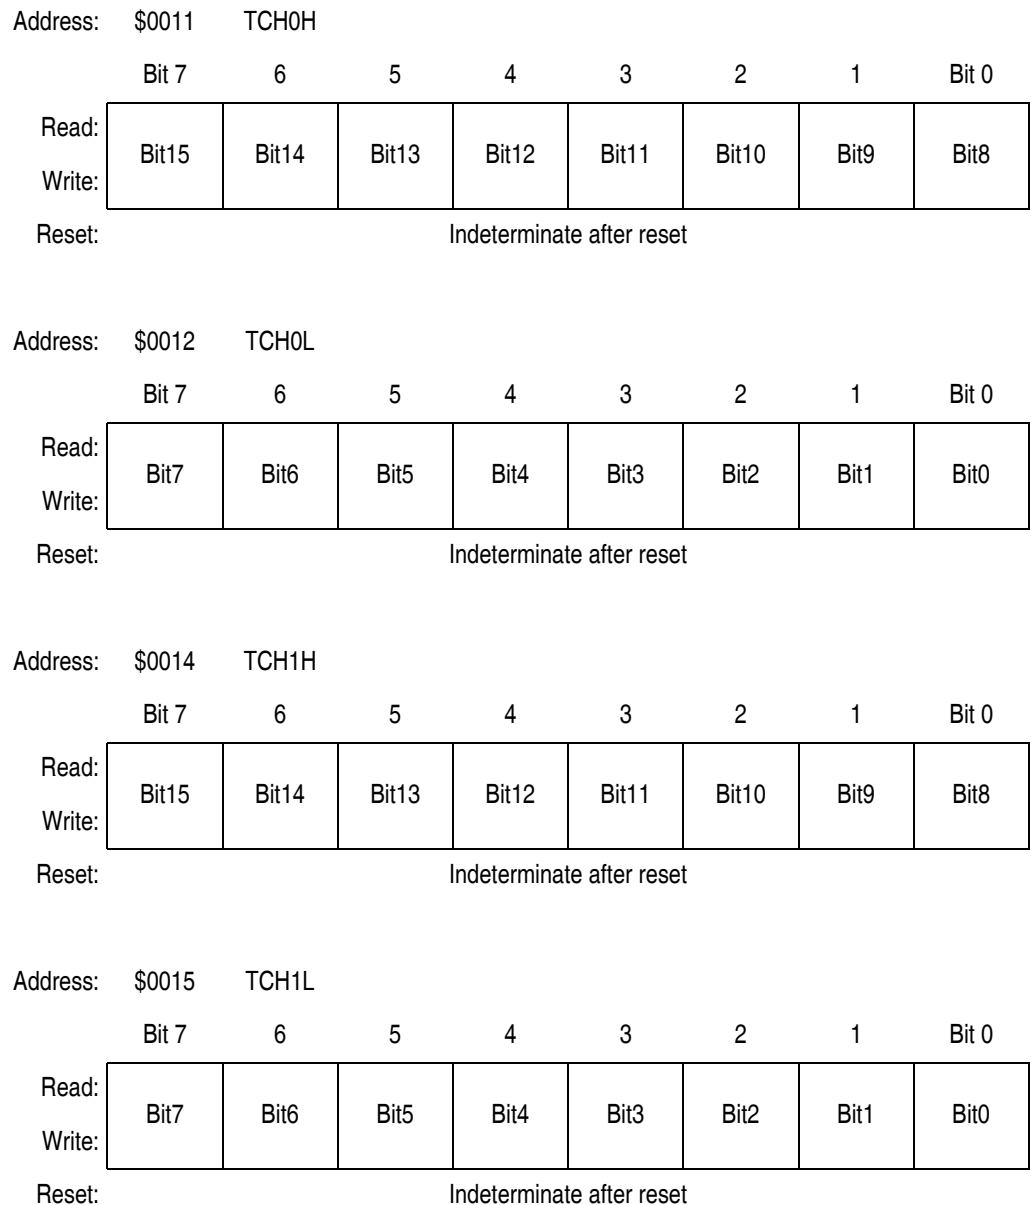 Address: $0011 TCH0H
Bit 7 6 5 4 3 2 1 Bit 0
Read:
Bit15 Bit14 Bit13 Bit12 Bit11 Bit10 Bit9 Bit8
Write:
Reset: Indeterminate after reset
Address: $0012 TCH0L
Bit 7 6 5 4 3 2 1 Bit 0
Read:
Bit7 Bit6 Bit5 Bit4 Bit3 Bit2 Bit1 Bit0
Write:
Reset: Indeterminate after reset
Address: $0014 TCH1H
Bit 7 6 5 4 3 2 1 Bit 0
Read:
Bit15 Bit14 Bit13 Bit12 Bit11 Bit10 Bit9 Bit8
Write:
Reset: Indeterminate after reset
Address: $0015 TCH1L
Bit 7 6 5 4 3 2 1 Bit 0
Read:
Bit7 Bit6 Bit5 Bit4 Bit3 Bit2 Bit1 Bit0
Write:
Reset: Indeterminate after reset